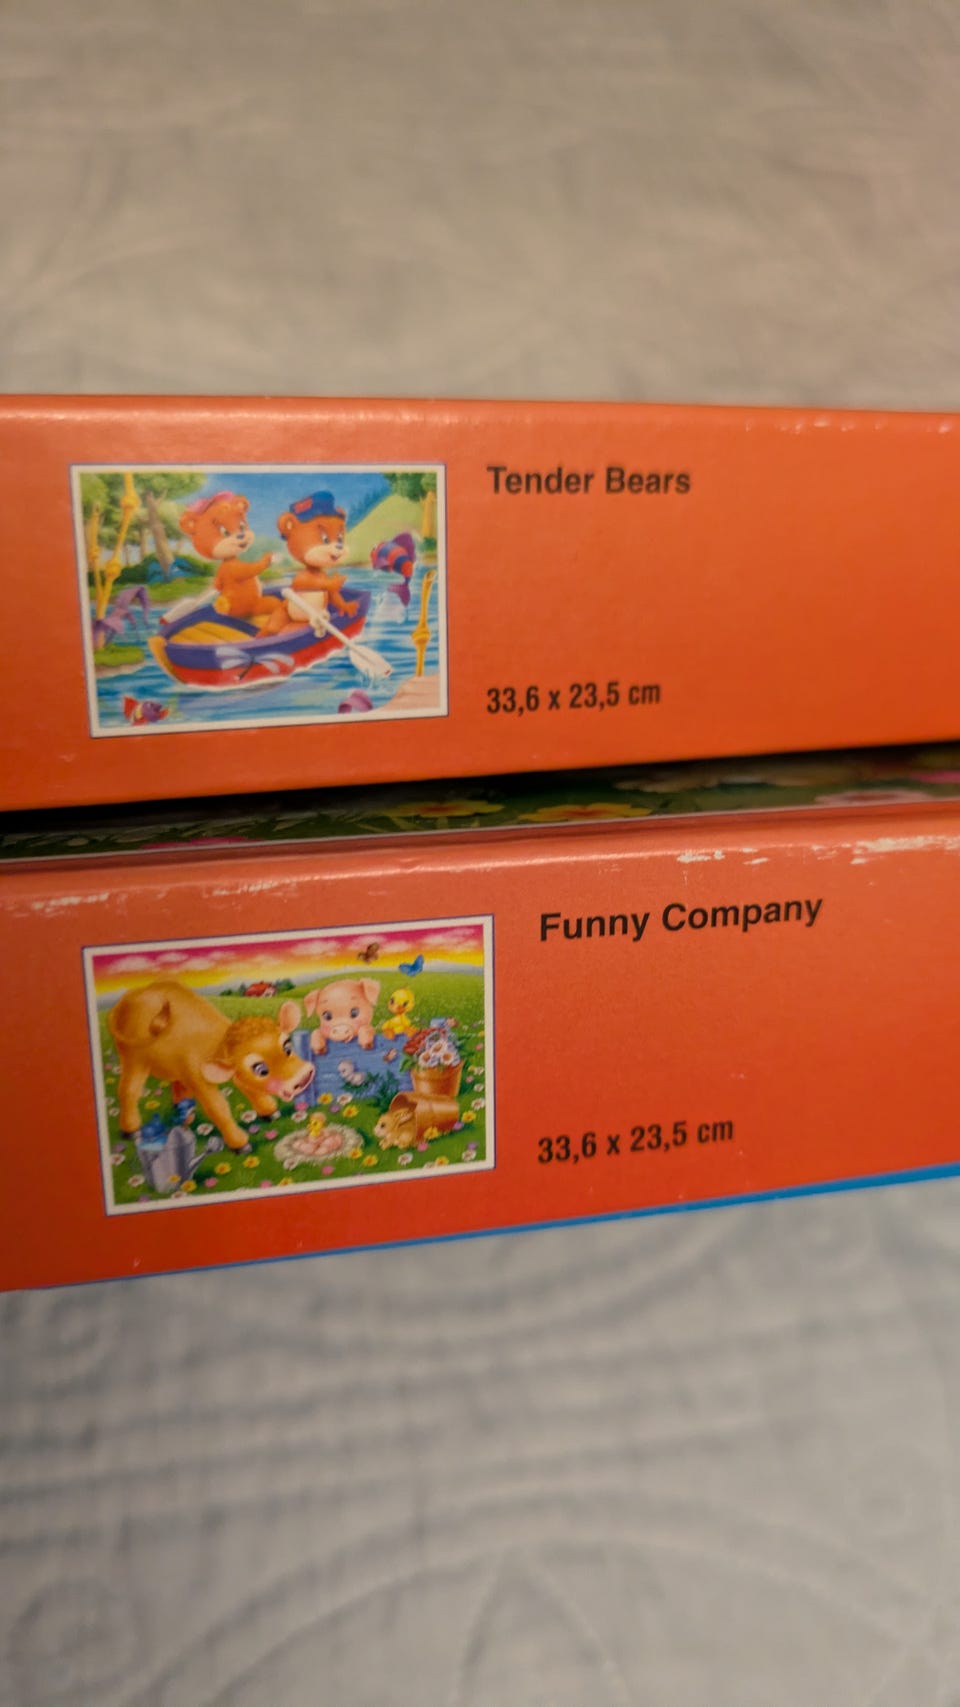 Tender Bears
33,6 x 23,5 cm
Funny Company
33,6 x 23,5 cm